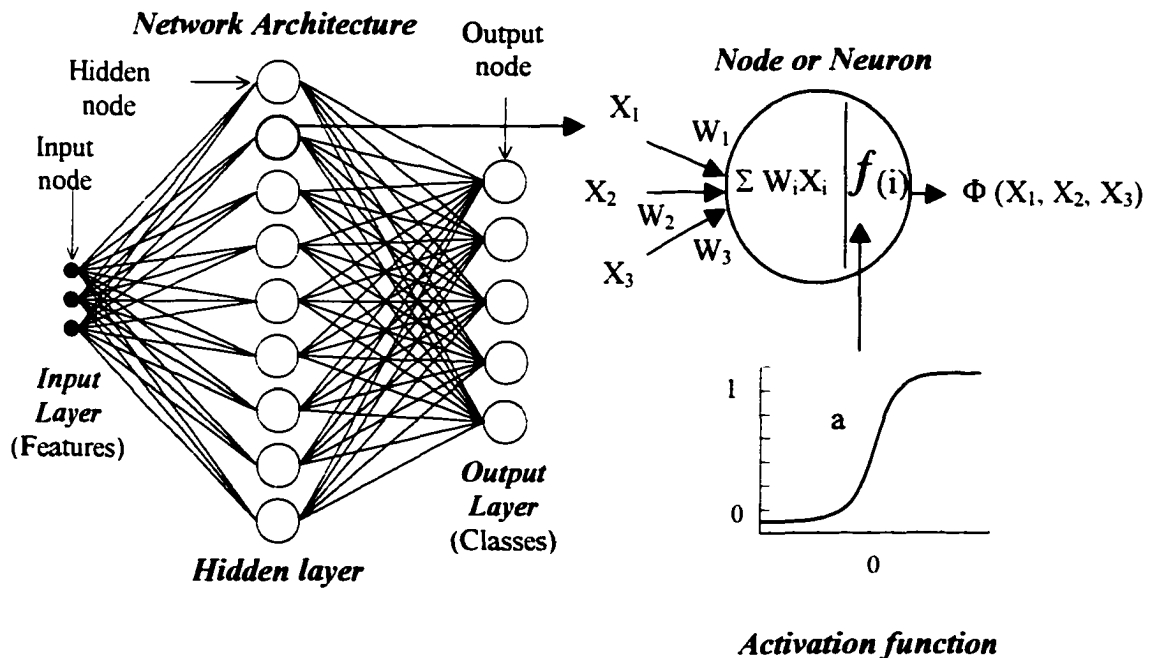 Network Architecture
Output
node
Hidden
node
Input
node
Input
Layer
(Features)
Hidden layer
Output
Layer
(Classes)
Node or Neuron
X₁
W₁
X₂
W₂
X₃
W₃
Σ WᵢXᵢ
f (i)
Φ (X₁, X₂, X₃)
1
a
0
0
Activation function